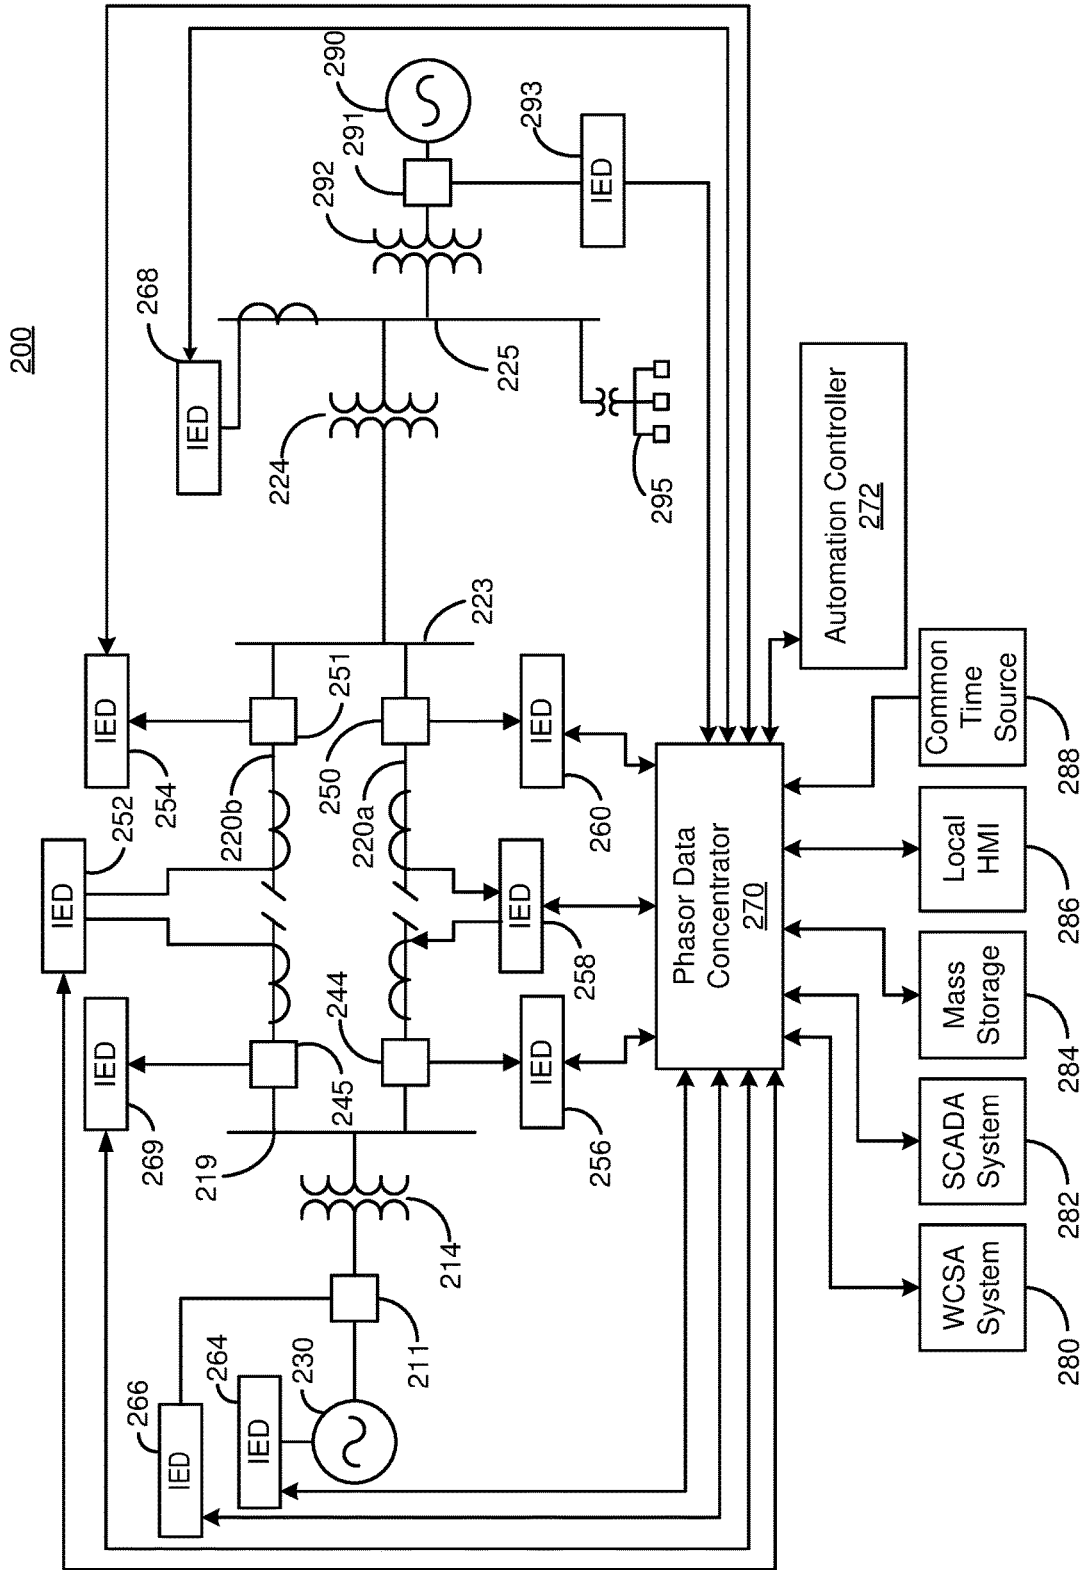 200
266
IED
264
IED
230
211
214
219
269
IED
245
252
IED
254
IED
251
220b
244
250
220a
223
256
IED
258
IED
260
IED
224
268
IED
225
292
291
290
293
IED
295
Phasor Data
Concentrator
270
Automation Controller
272
WCSA
System
280
SCADA
System
282
Mass
Storage
284
Local
HMI
286
Common
Time
Source
288